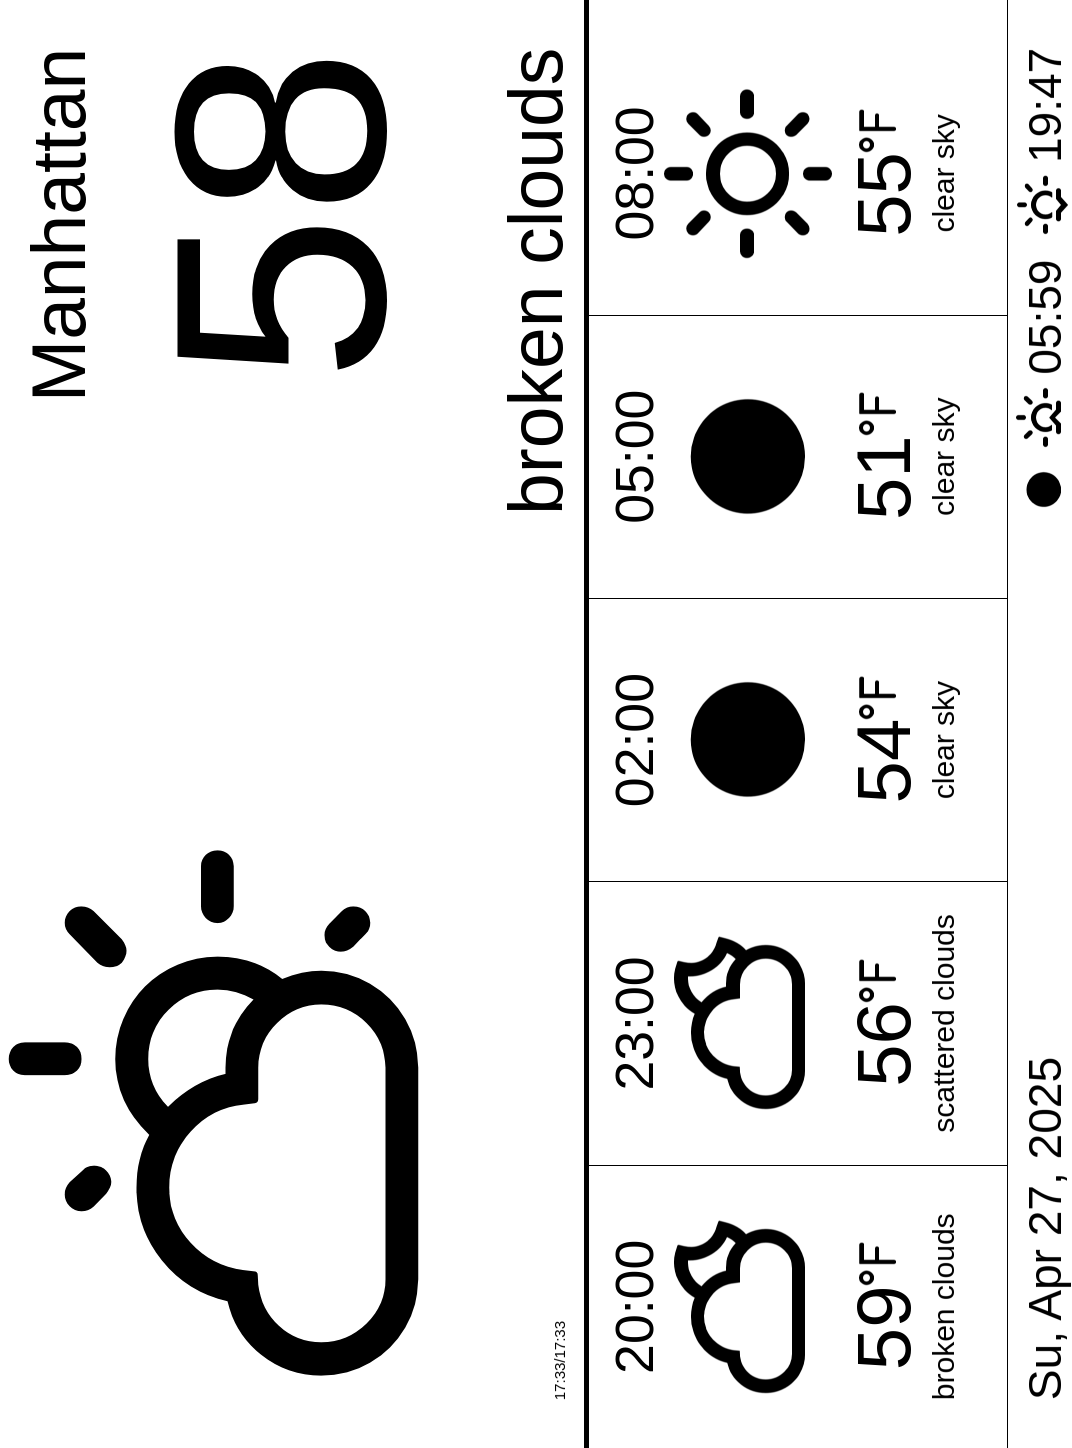 Manhattan
58
broken clouds
17:33/17:33
20:00
59°F
broken clouds
23:00
56°F
scattered clouds
02:00
54°F
clear sky
05:00
51°F
clear sky
08:00
55°F
clear sky
Su, Apr 27, 2025
05:59
19:47